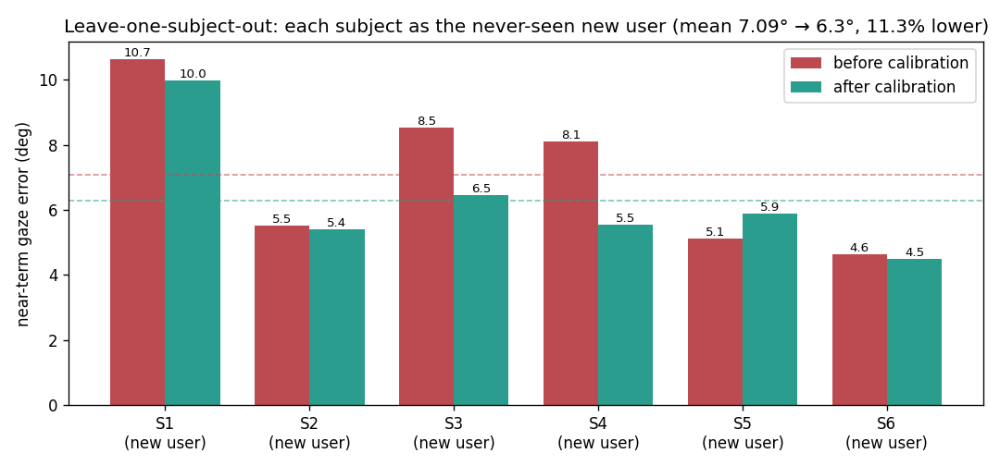 Leave-one-subject-out: each subject as the never-seen new user (mean 7.09° → 6.3°, 11.3% lower)
near-term gaze error (deg)
10
8
6
4
2
0
before calibration
after calibration
10.7
10.0
5.5
5.4
8.5
6.5
8.1
5.5
5.1
5.9
4.6
4.5
S1
(new user)
S2
(new user)
S3
(new user)
S4
(new user)
S5
(new user)
S6
(new user)